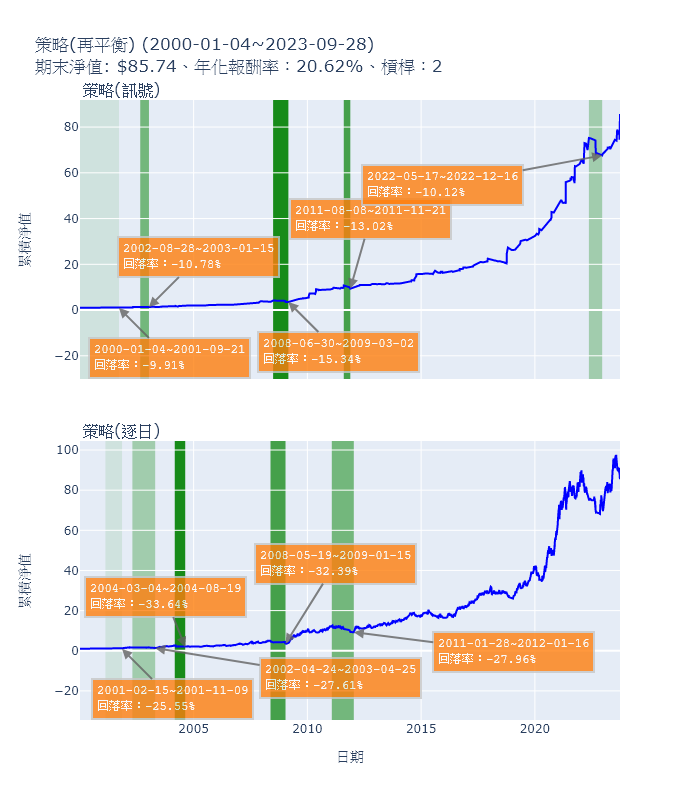 策略(再平衡) (2000-01-04~2023-09-28)
期末淨值: $85.74、年化報酬率：20.62%、槓桿：2
策略(訊號)
80
60
40
20
0
−20
累積淨值
2022-05-17~2022-12-16
回落率：-10.12%
2011-08-08~2011-11-21
回落率：-13.02%
2002-08-28~2003-01-15
回落率：-10.78%
2000-01-04~2001-09-21
回落率：-9.91%
2008-06-30~2009-03-02
回落率：-15.34%
策略(逐日)
100
80
60
40
20
0
−20
累積淨值
2008-05-19~2009-01-15
回落率：-32.39%
2004-03-04~2004-08-19
回落率：-33.64%
2011-01-28~2012-01-16
回落率：-27.96%
2002-04-24~2003-04-25
回落率：-27.61%
2001-02-15~2001-11-09
回落率：-25.55%
2005
2010
2015
2020
日期